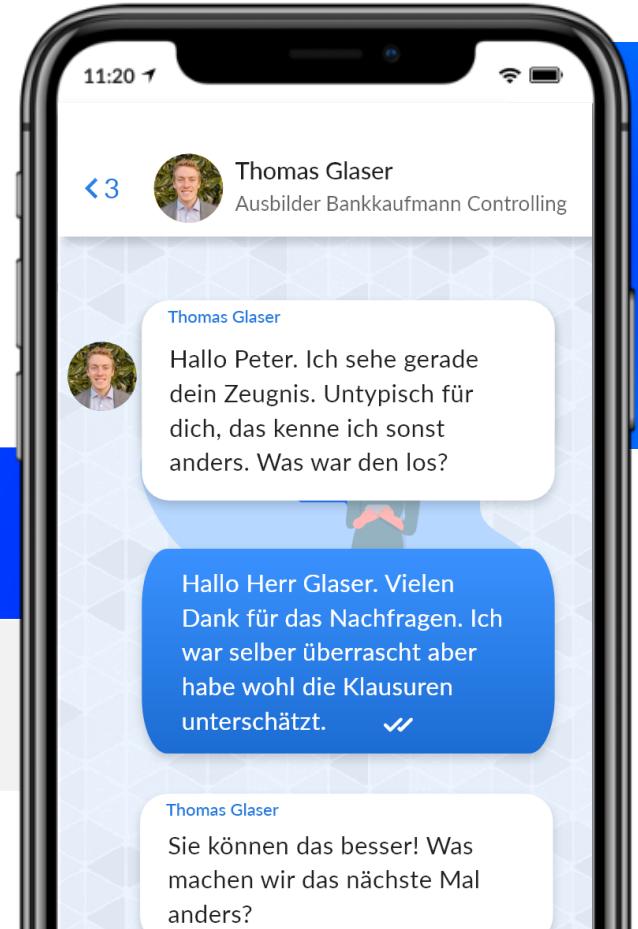 11:20
3
Thomas Glaser
Ausbilder Bankkaufmann Controlling
Thomas Glaser
Hallo Peter. Ich sehe gerade
dein Zeugnis. Untypisch für
dich, das kenne ich sonst
anders. Was war den los?
Hallo Herr Glaser. Vielen
Dank für das Nachfragen. Ich
war selber überrascht aber
habe wohl die Klausuren
unterschätzt.
Thomas Glaser
Sie können das besser! Was
machen wir das nächste Mal
anders?